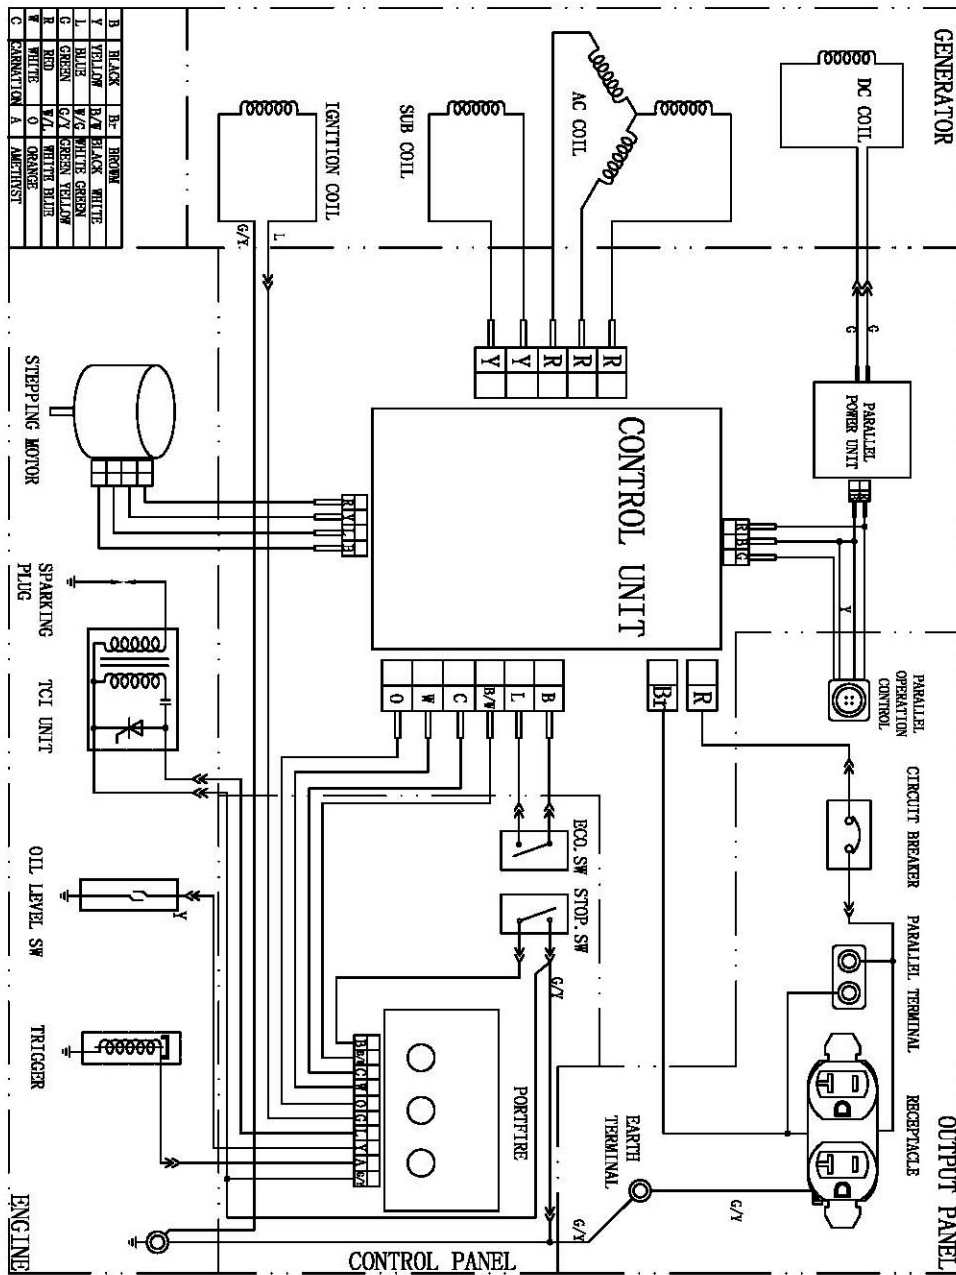 GENERATOR
DC COIL
AC COIL
SUB COIL
IGNITION COIL
B BLACK Br BROWN
Y YELLOW B/W BLACK WHITE
L BLUE W/G WHITE GREEN
G GREEN G/Y GREEN YELLOW
R RED W/L WHITE BLUE
W WHITE O ORANGE
C CARNATION A AMETHYST
G
G
L
G/Y.
R
R
R
Y
Y
PARALLEL
POWER UNIT
CONTROL UNIT
R
B
G
Y
R
Y
L
B
STEPPING MOTOR
R
Br
B
L
B/W
C
W
O
PARALLEL
OPERATION
CONTROL
SPARKING
PLUG
TCI UNIT
CIRCUIT BREAKER
ECO.SW
STOP.SW
G/Y
OIL LEVEL SW
Y
PARALLEL TERMINAL
RECEPTACLE
PORTFIRE
B
B/W
C
W
O
G
L
Y
A
TRIGGER
EARTH
TERMINAL
G/Y
G/Y
OUTPUT PANEL
CONTROL PANEL
ENGINE